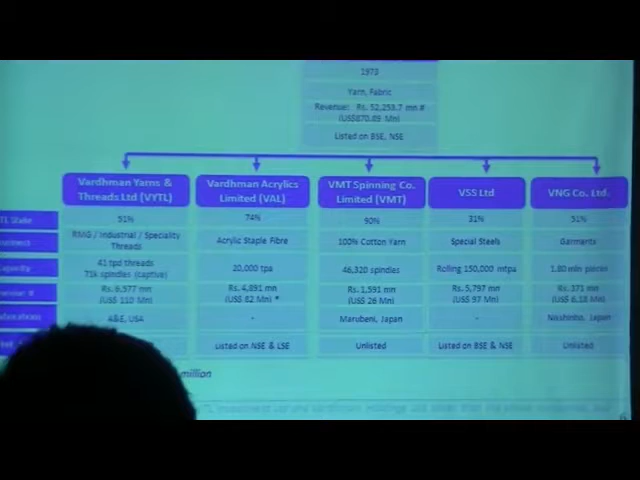 1973
Yarn, Fabric
Revenue: Rs. 52,253.7 mn #
(US$870.89 Mn)
Listed on BSE, NSE
Vardhman Yarns &
Threads Ltd (VYTL)
Vardhman Acrylics
Limited (VAL)
VMT Spinning Co.
Limited (VMT)
VSS Ltd
VNG Co. Ltd.
TL Stake
51%
74%
90%
31%
51%
RMG / Industrial / Speciality
Threads
Acrylic Staple Fibre
100% Cotton Yarn
Special Steels
Garments
41 tpd threads
71k spindles (captive)
20,000 tpa
46,320 spindles
Rolling 150,000 mtpa
1.80 mln pieces
Rs. 6,577 mn
(US$ 110 Mn)
Rs. 4,891 mn
(US$ 82 Mn) *
Rs. 1,591 mn
(US$ 26 Mn)
Rs. 5,797 mn
(US$ 97 Mn)
Rs. 371 mn
(US$ 6.18 Mn)
A&E, USA
-
Marubeni, Japan
-
Nisshinbo, Japan
Listed on NSE & LSE
Unlisted
Listed on BSE & NSE
Unlisted
million